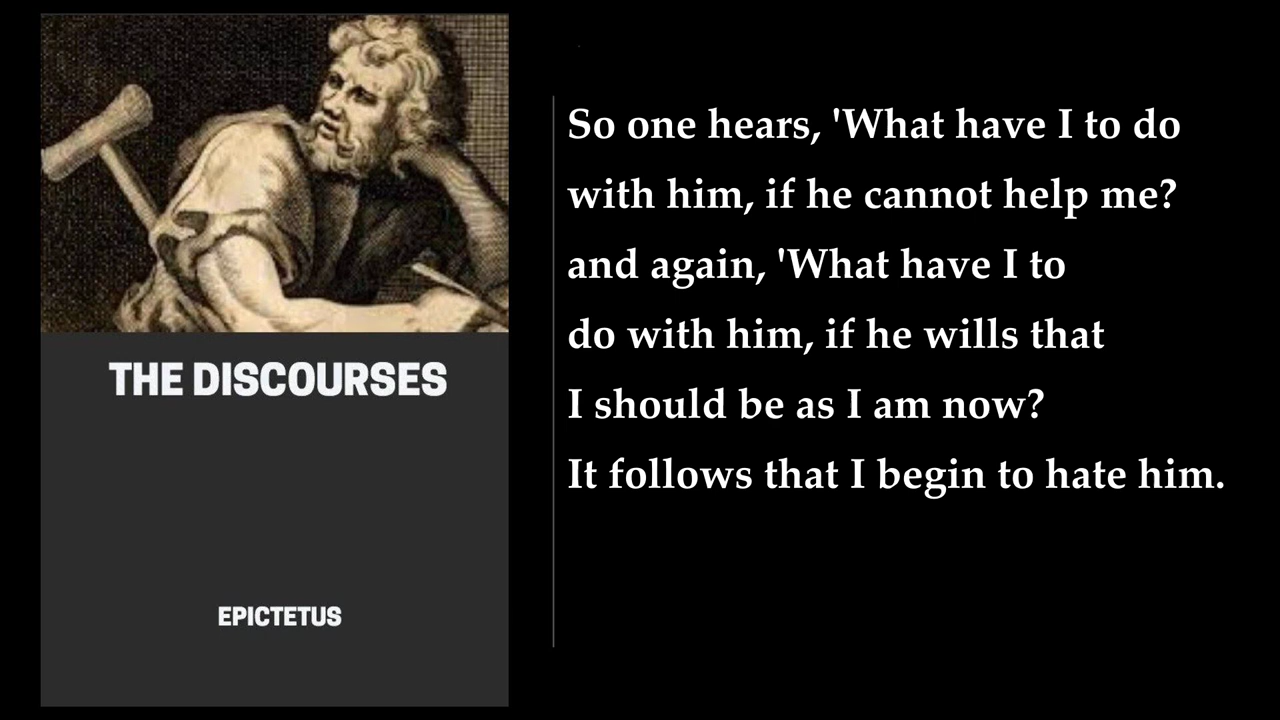 THE DISCOURSES
EPICTETUS
So one hears, 'What have I to do
with him, if he cannot help me?
and again, 'What have I to
do with him, if he wills that
I should be as I am now?
It follows that I begin to hate him.